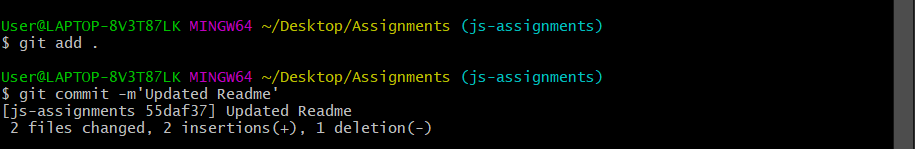 User@LAPTOP-8V3T87LK MINGW64 ~/Desktop/Assignments (js-assignments)
$ git add .
User@LAPTOP-8V3T87LK MINGW64 ~/Desktop/Assignments (js-assignments)
$ git commit -m'Updated Readme'
[js-assignments 55daf37] Updated Readme
 2 files changed, 2 insertions(+), 1 deletion(-)